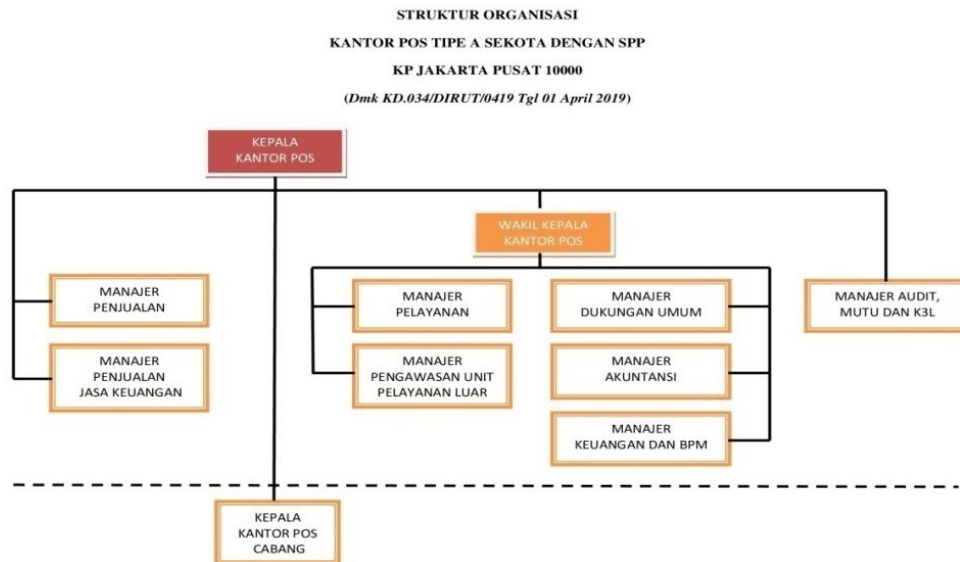 STRUKTUR ORGANISASI
KANTOR POS TIPE A SEKOTA DENGAN SPP
KP JAKARTA PUSAT 10000
(Dmk KD.034/DIRUT/0419 Tgl 01 April 2019)
KEPALA
KANTOR POS
WAKIL KEPALA
KANTOR POS
MANAJER
PENJUALAN
MANAJER
PENJUALAN
JASA KEUANGAN
MANAJER
PELAYANAN
MANAJER
PENGAWASAN UNIT
PELAYANAN LUAR
MANAJER
DUKUNGAN UMUM
MANAJER
AKUNTANSI
MANAJER
KEUANGAN DAN BPM
MANAJER AUDIT,
MUTU DAN K3L
KEPALA
KANTOR POS
CABANG